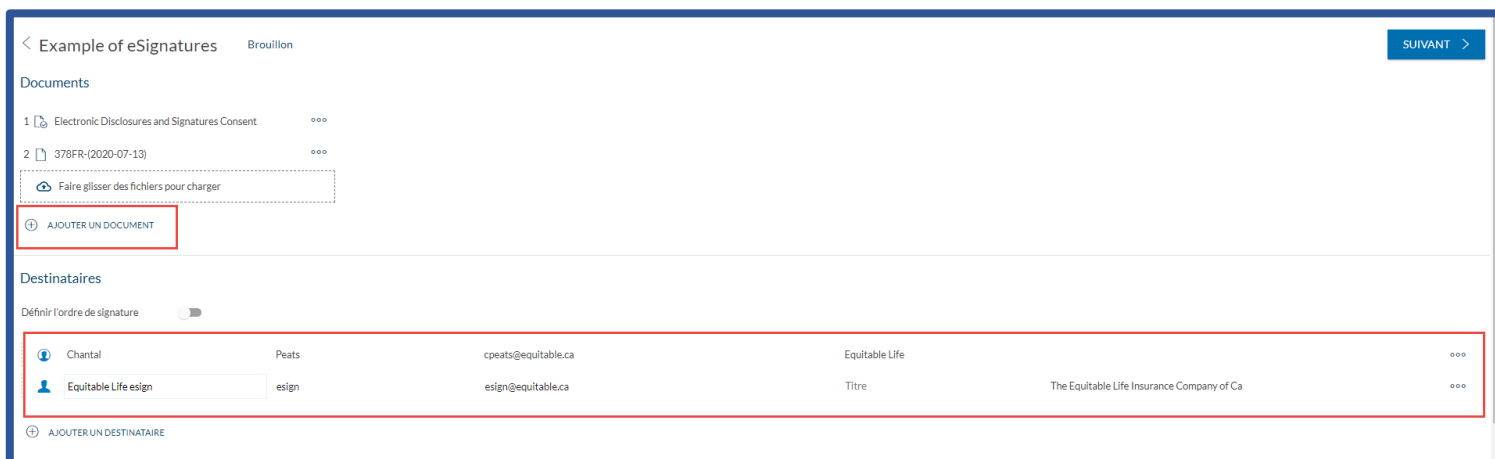 Example of eSignatures Brouillon SUIVANT
Documents
1 Electronic Disclosures and Signatures Consent
2 378FR-(2020-07-13)
Faire glisser des fichiers pour charger
AJOUTER UN DOCUMENT
Destinataires
Définir l'ordre de signature
Chantal Peats cpeats@equitable.ca Equitable Life
Equitable Life esign esign esign@equitable.ca Titre The Equitable Life Insurance Company of Ca
AJOUTER UN DESTINATAIRE